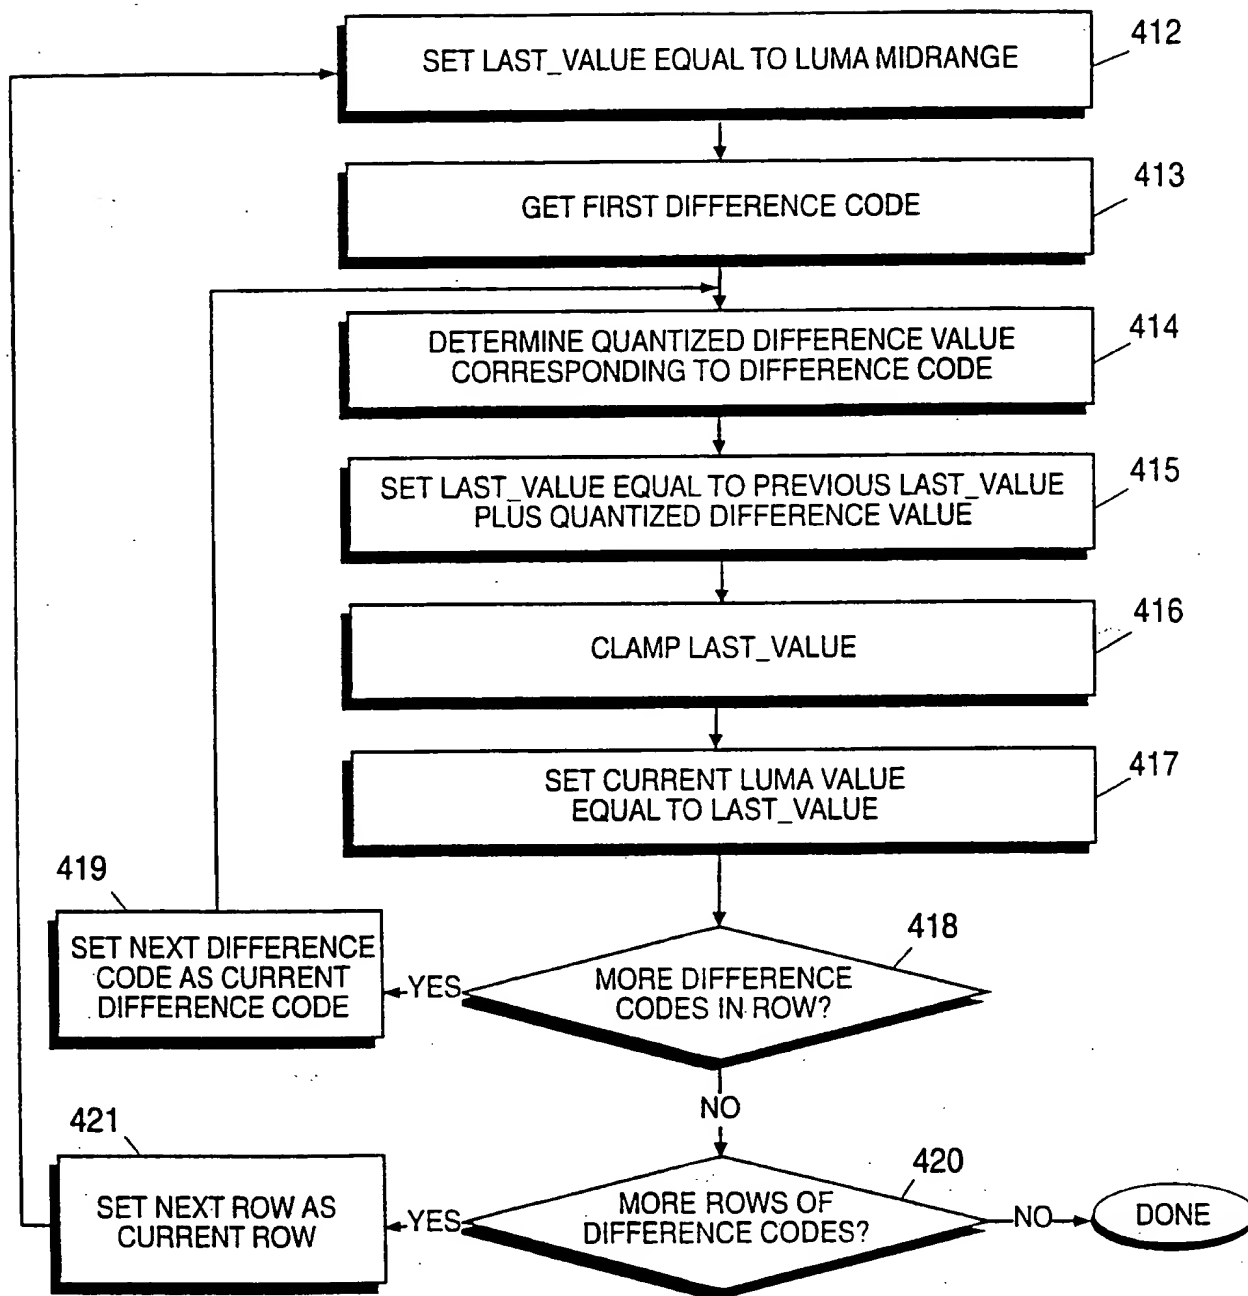 412
SET LAST_VALUE EQUAL TO LUMA MIDRANGE
413
GET FIRST DIFFERENCE CODE
414
DETERMINE QUANTIZED DIFFERENCE VALUE
CORRESPONDING TO DIFFERENCE CODE
415
SET LAST_VALUE EQUAL TO PREVIOUS LAST_VALUE
PLUS QUANTIZED DIFFERENCE VALUE
416
CLAMP LAST_VALUE
417
SET CURRENT LUMA VALUE
EQUAL TO LAST_VALUE
418
MORE DIFFERENCE
CODES IN ROW?
YES
419
SET NEXT DIFFERENCE
CODE AS CURRENT
DIFFERENCE CODE
NO
420
MORE ROWS OF
DIFFERENCE CODES?
YES
421
SET NEXT ROW AS
CURRENT ROW
NO
DONE